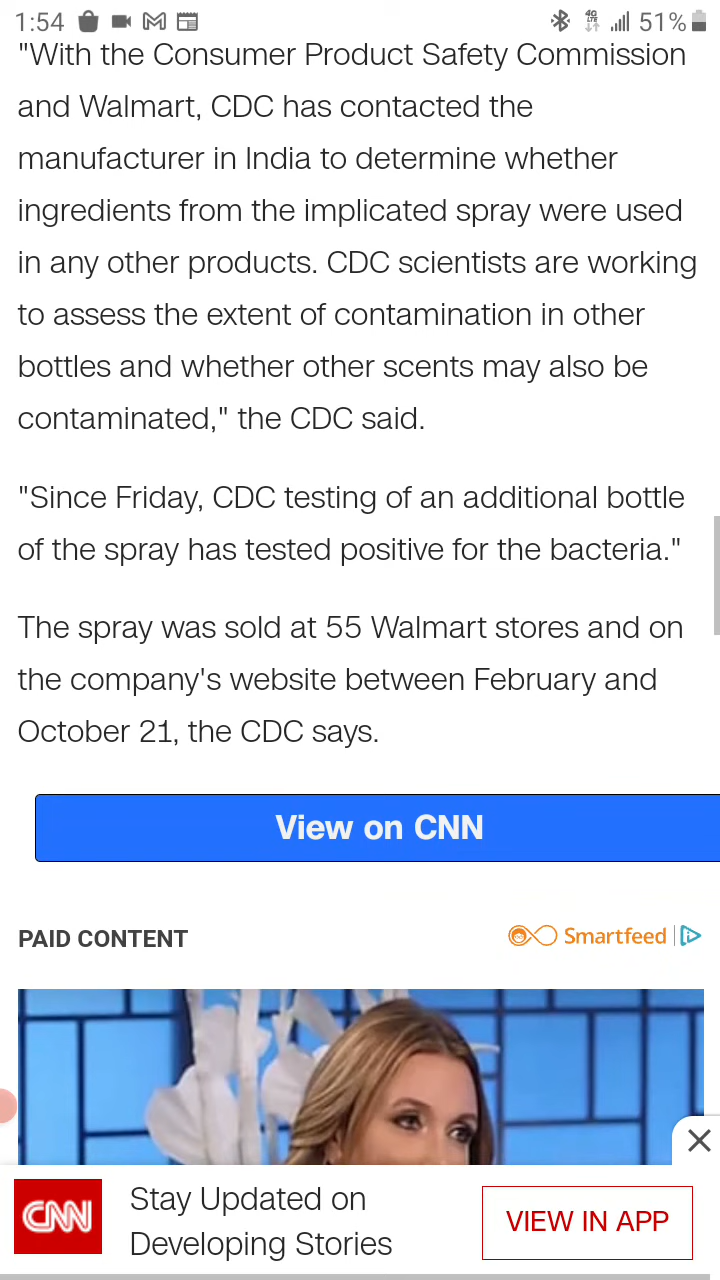 1:54
4G
LTE
51%
"With the Consumer Product Safety Commission
and Walmart, CDC has contacted the
manufacturer in India to determine whether
ingredients from the implicated spray were used
in any other products. CDC scientists are working
to assess the extent of contamination in other
bottles and whether other scents may also be
contaminated," the CDC said.
"Since Friday, CDC testing of an additional bottle
of the spray has tested positive for the bacteria."
The spray was sold at 55 Walmart stores and on
the company's website between February and
October 21, the CDC says.
View on CNN
PAID CONTENT
Smartfeed
CNN
Stay Updated on
Developing Stories
VIEW IN APP